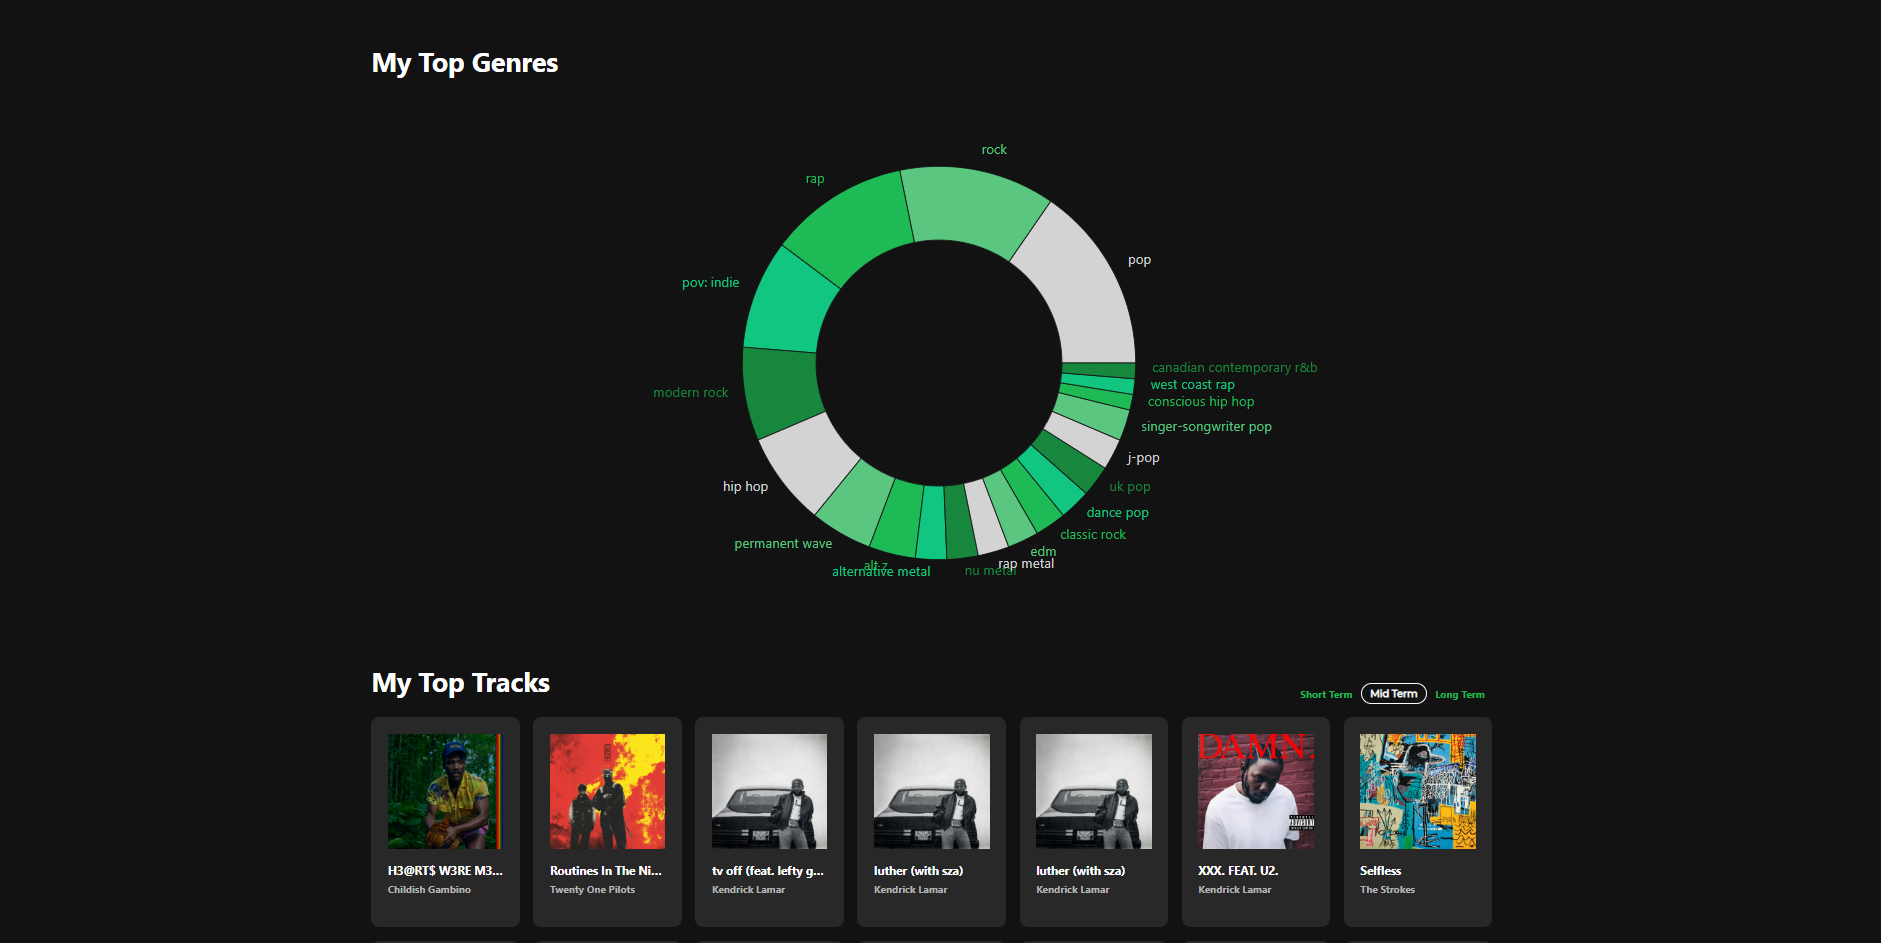 My Top Genres
rock
rap
pop
pov: indie
canadian contemporary r&b
west coast rap
modern rock
conscious hip hop
singer-songwriter pop
j-pop
hip hop
uk pop
dance pop
classic rock
permanent wave
edm
rap metal
alt z
alternative metal
nu metal
My Top Tracks
Short Term
Mid Term
Long Term
DAMN.
H3@RT$ W3RE M3...
Childish Gambino
Routines In The Ni...
Twenty One Pilots
tv off (feat. lefty g...
Kendrick Lamar
luther (with sza)
Kendrick Lamar
luther (with sza)
Kendrick Lamar
XXX. FEAT. U2.
Kendrick Lamar
Selfless
The Strokes